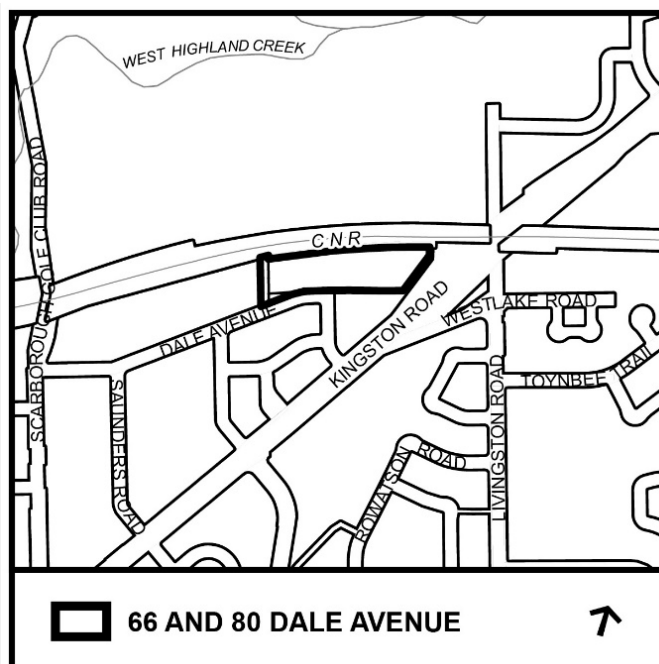 WEST HIGHLAND CREEK
SCARBOROUGH GOLF CLUB ROAD
CNR
DALE AVENUE
KINGSTON ROAD
WESTLAKE ROAD
TOYNBEE TRAIL
SAUNDERS ROAD
LIVINGSTON ROAD
ROWATSON ROAD
66 AND 80 DALE AVENUE